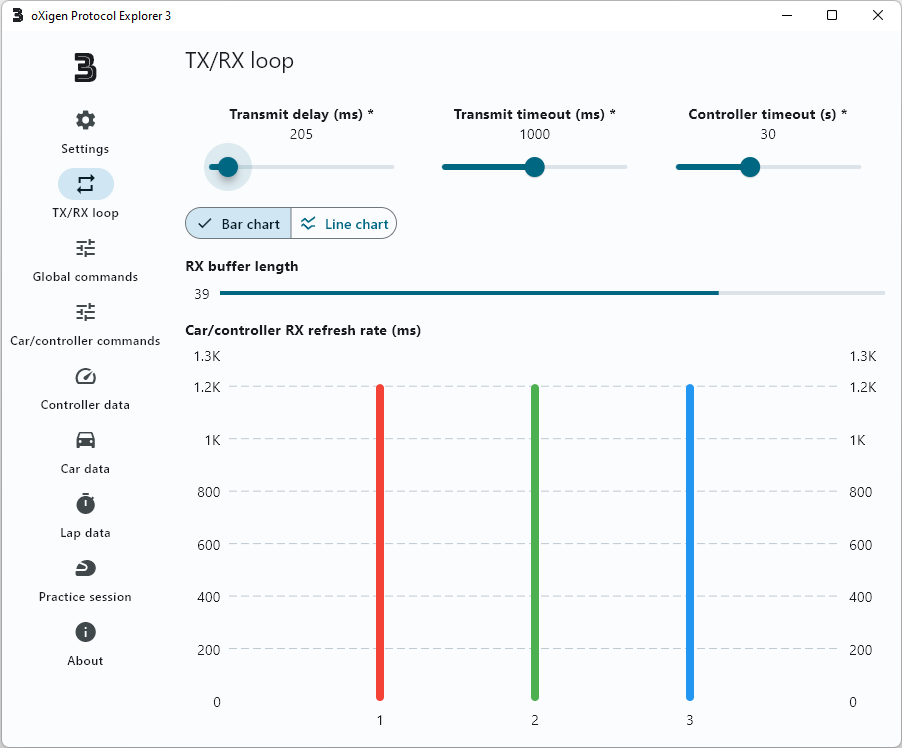 3 oXigen Protocol Explorer 3
3
Settings
TX/RX loop
Global commands
Car/controller commands
Controller data
Car data
Lap data
Practice session
About
TX/RX loop
Transmit delay (ms) *
205
Transmit timeout (ms) *
1000
Controller timeout (s) *
30
Bar chart
Line chart
RX buffer length
39
Car/controller RX refresh rate (ms)
1.3K 1.3K
1.2K 1.2K
1K 1K
800 800
600 600
400 400
200 200
0 0
1 2 3